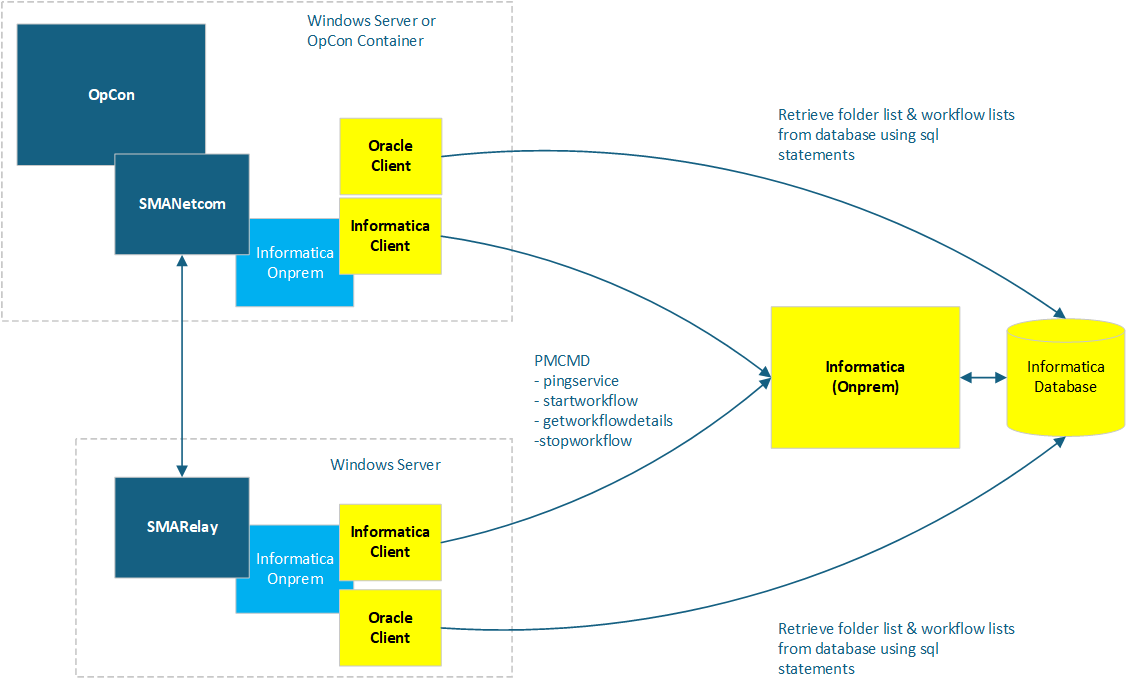 Windows Server or
OpCon Container
OpCon
Oracle
Client
SMANetcom
Informatica
Client
Informatica
Onprem
Retrieve folder list & workflow lists
from database using sql
statements
PMCMD
- pingservice
- startworkflow
- getworkflowdetails
-stopworkflow
Informatica
(Onprem)
Informatica
Database
Windows Server
SMARelay
Informatica
Client
Informatica
Onprem
Oracle
Client
Retrieve folder list & workflow lists
from database using sql
statements